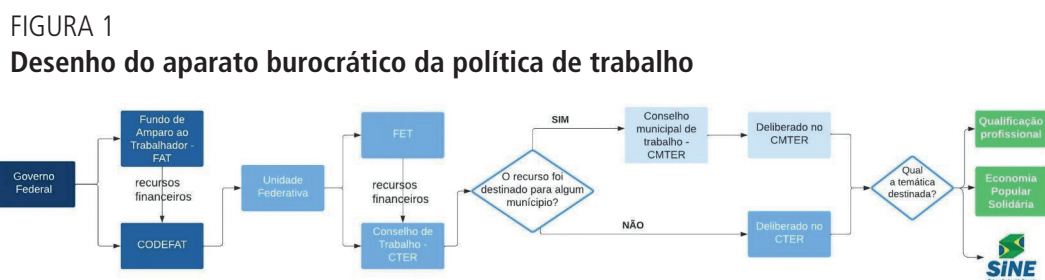 FIGURA 1
Desenho do aparato burocrático da política de trabalho
Governo
Federal
Fundo de
Amparo ao
Trabalhador -
FAT
recursos
financeiros
CODEFAT
Unidade
Federativa
FET
recursos
financeiros
Conselho de
Trabalho -
CTER
O recurso foi
destinado para algum
município?
SIM
Conselho
municipal de
trabalho -
CMTER
Deliberado no
CMTER
NÃO
Deliberado no
CTER
Qual
a temática
destinada?
Qualificação
profissional
Economia
Popular
Solidária
SINE